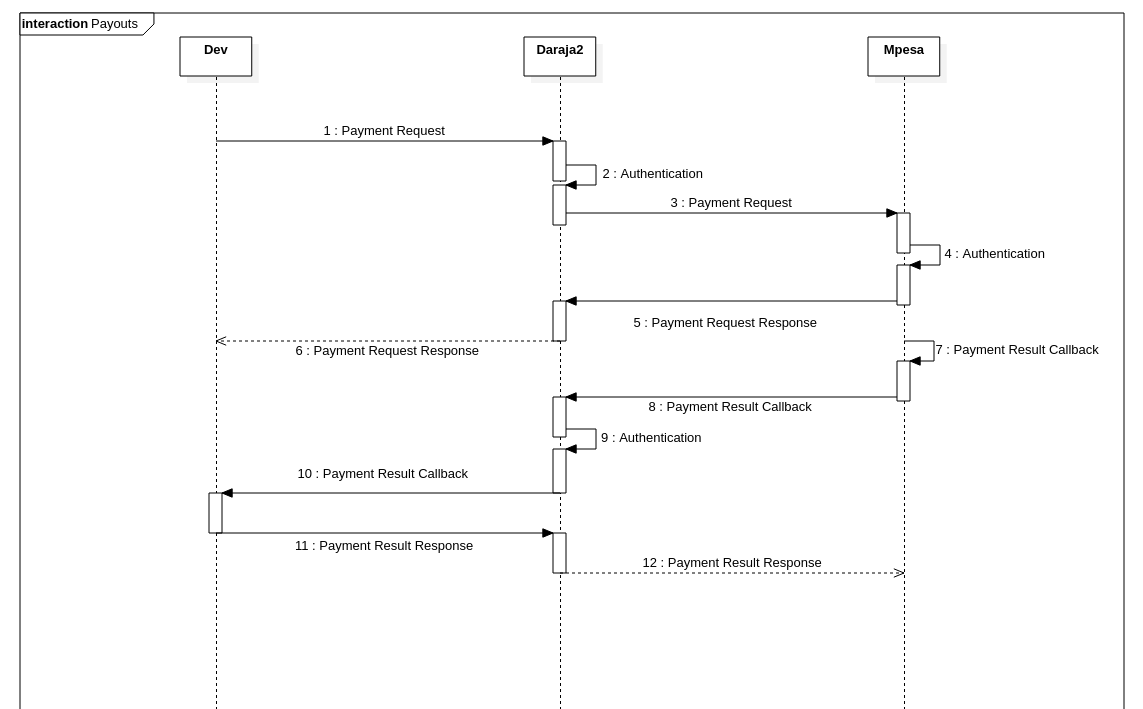 interaction Payouts
Dev
Daraja2
Mpesa
1 : Payment Request
2 : Authentication
3 : Payment Request
4 : Authentication
5 : Payment Request Response
6 : Payment Request Response
7 : Payment Result Callback
8 : Payment Result Callback
9 : Authentication
10 : Payment Result Callback
11 : Payment Result Response
12 : Payment Result Response